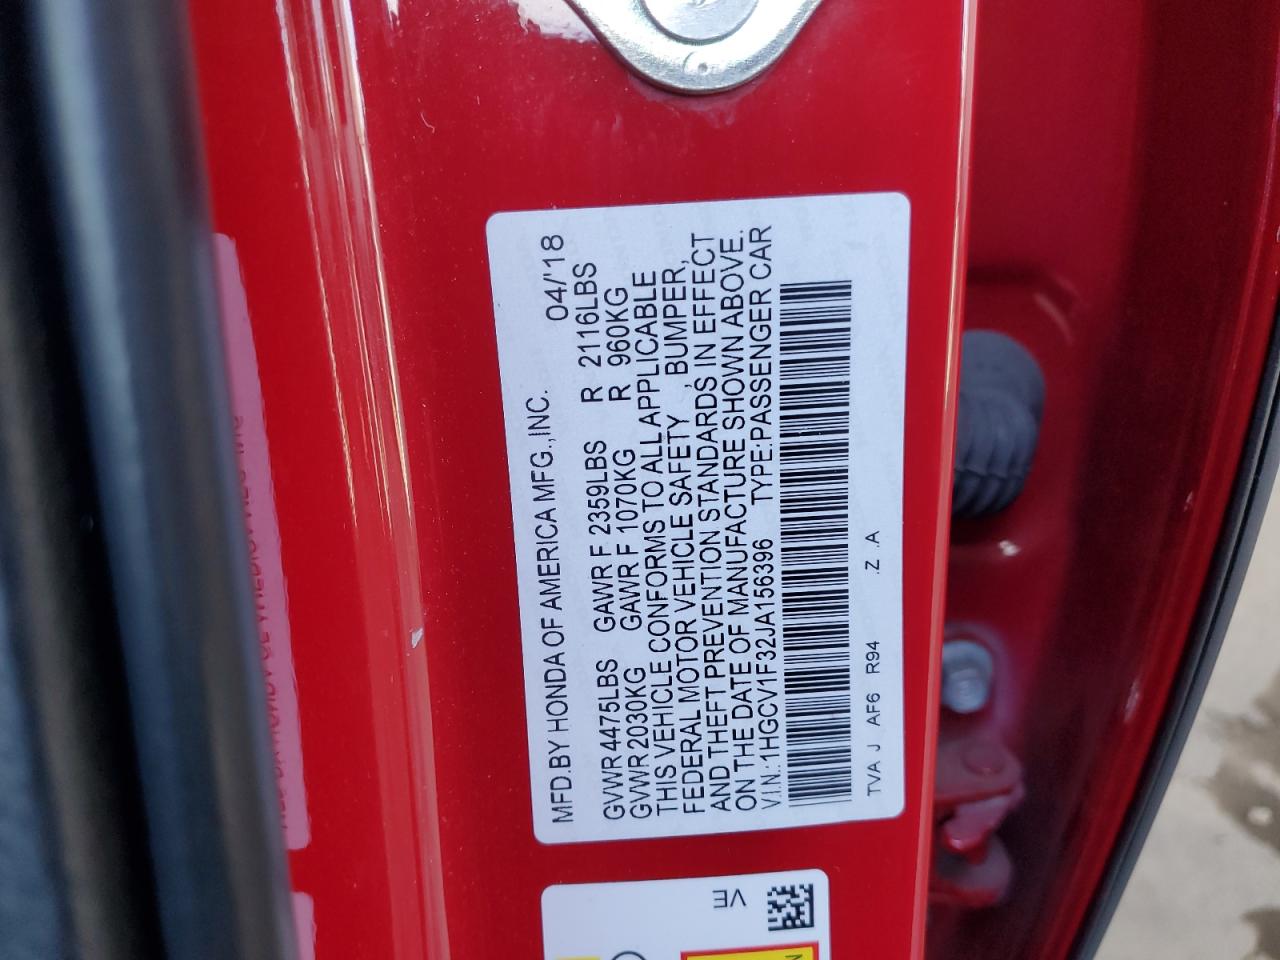 MFD.BY HONDA OF AMERICA MFG.,INC. 04/'18
GVWR 4475LBS GAWR F 2359LBS R 2116LBS
GVWR 2030KG GAWR F 1070KG R 960KG
THIS VEHICLE CONFORMS TO ALL APPLICABLE
FEDERAL MOTOR VEHICLE SAFETY , BUMPER,
AND THEFT PREVENTION STANDARDS IN EFFECT
ON THE DATE OF MANUFACTURE SHOWN ABOVE.
V.I.N.:1HGCV1F32JA156396 TYPE:PASSENGER CAR
TVA J AF6 R94 .Z .A
VE